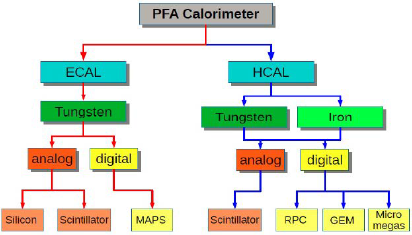 PFA Calorimeter
ECAL
HCAL
Tungsten
Tungsten
Iron
analog
digital
analog
digital
Silicon
Scintillator
MAPS
Scintillator
RPC
GEM
Micro
megas